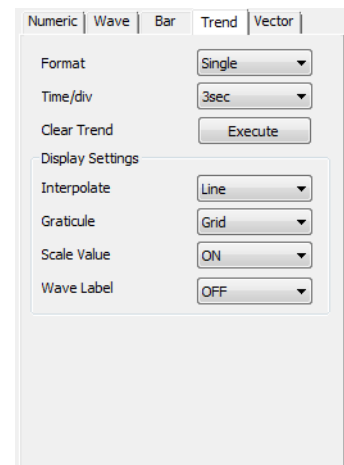 Numeric Wave Bar Trend Vector
Format Single
Time/div 3sec
Clear Trend Execute
Display Settings
Interpolate Line
Graticule Grid
Scale Value ON
Wave Label OFF